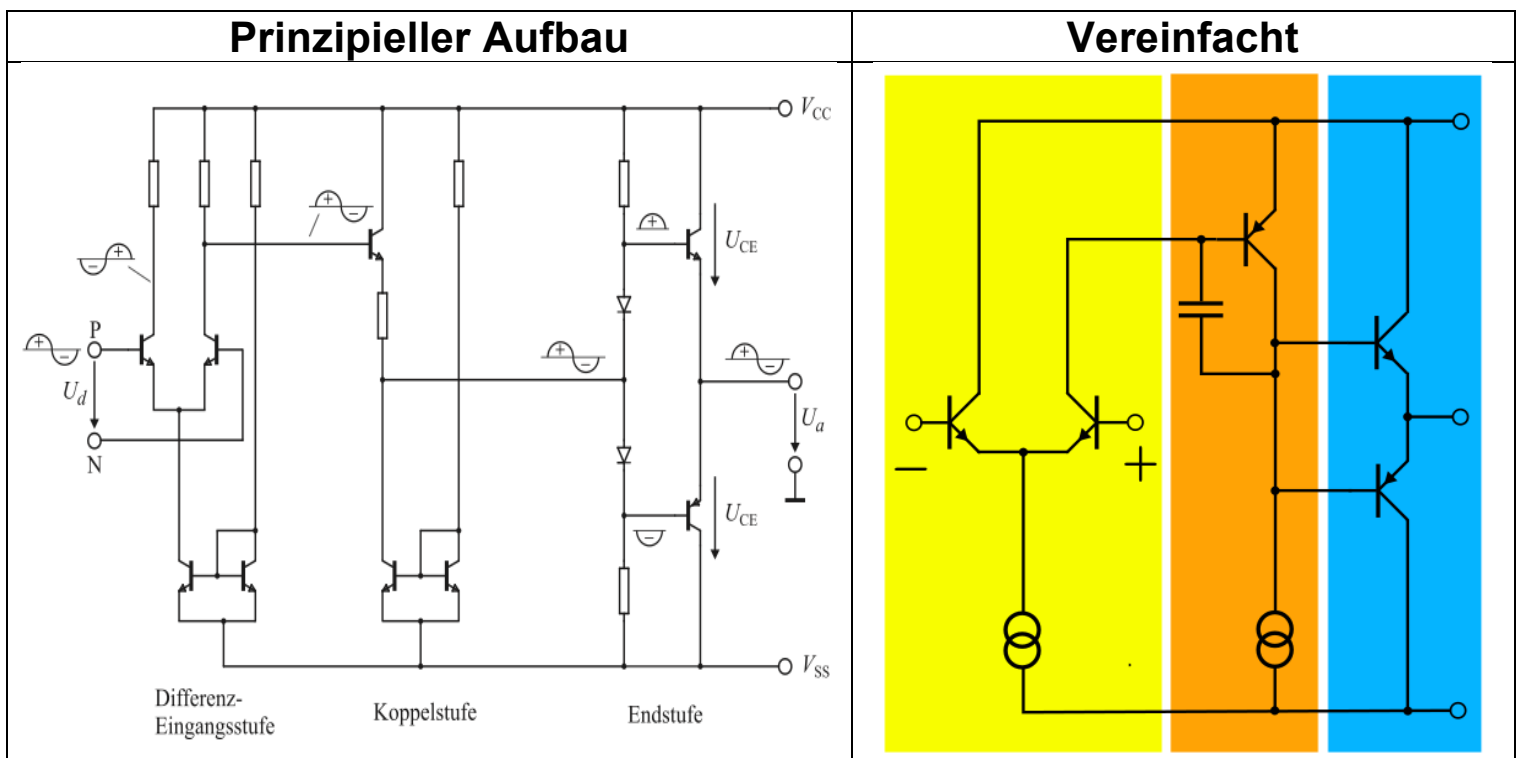 Prinzipieller Aufbau
Vereinfacht
V_CC
+
−
+
−
U_CE
−
+
+
−
P
+
−
+
−
U_d
U_a
N
U_CE
−
V_SS
Differenz-
Eingangsstufe
Koppelstufe
Endstufe
−
+